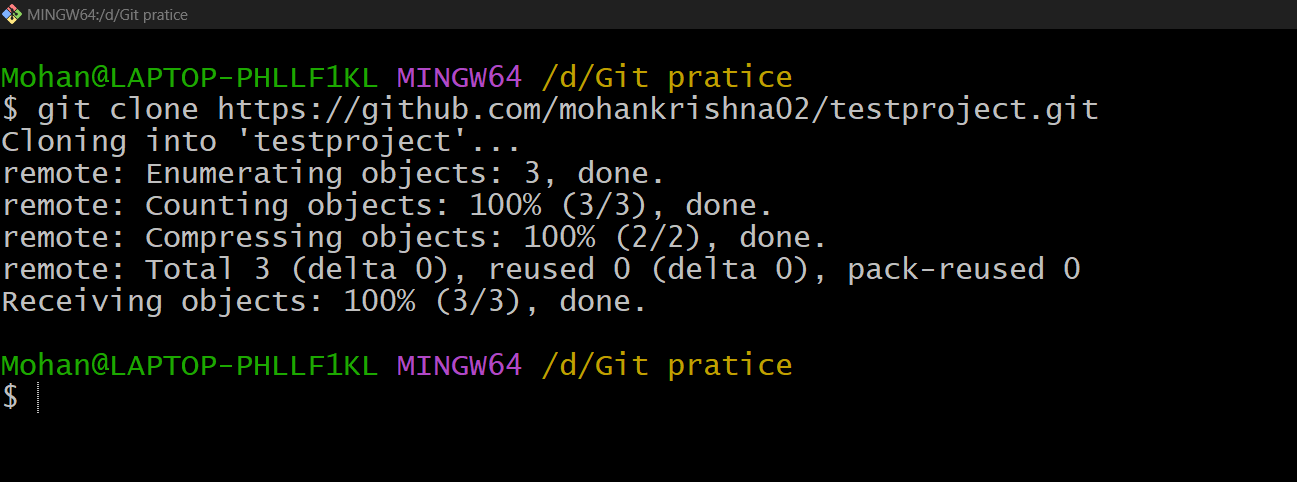 MINGW64:/d/Git pratice
Mohan@LAPTOP-PHLLF1KL MINGW64 /d/Git pratice
$ git clone https://github.com/mohankrishna02/testproject.git
Cloning into 'testproject'...
remote: Enumerating objects: 3, done.
remote: Counting objects: 100% (3/3), done.
remote: Compressing objects: 100% (2/2), done.
remote: Total 3 (delta 0), reused 0 (delta 0), pack-reused 0
Receiving objects: 100% (3/3), done.
Mohan@LAPTOP-PHLLF1KL MINGW64 /d/Git pratice
$